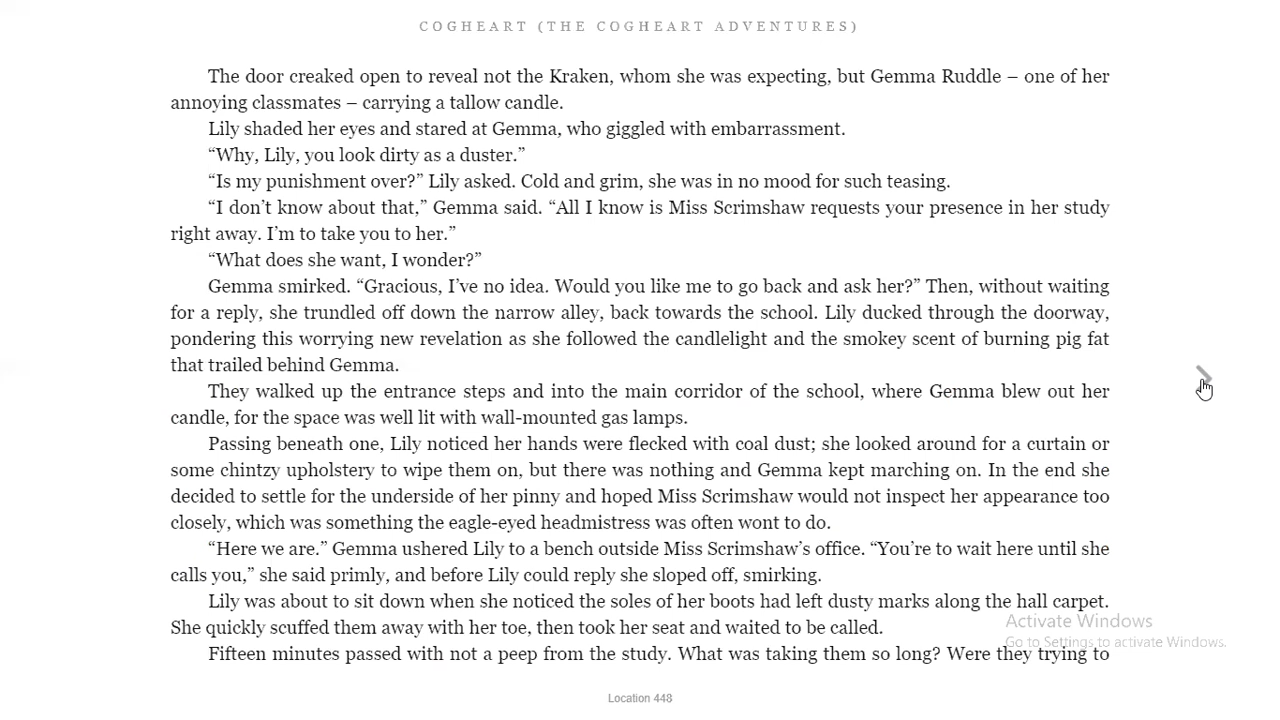 COGHEART (THE COGHEART ADVENTURES)
The door creaked open to reveal not the Kraken, whom she was expecting, but Gemma Ruddle – one of her
annoying classmates – carrying a tallow candle.
Lily shaded her eyes and stared at Gemma, who giggled with embarrassment.
“Why, Lily, you look dirty as a duster.”
“Is my punishment over?” Lily asked. Cold and grim, she was in no mood for such teasing.
“I don’t know about that,” Gemma said. “All I know is Miss Scrimshaw requests your presence in her study
right away. I’m to take you to her.”
“What does she want, I wonder?”
Gemma smirked. “Gracious, I’ve no idea. Would you like me to go back and ask her?” Then, without waiting
for a reply, she trundled off down the narrow alley, back towards the school. Lily ducked through the doorway,
pondering this worrying new revelation as she followed the candlelight and the smokey scent of burning pig fat
that trailed behind Gemma.
They walked up the entrance steps and into the main corridor of the school, where Gemma blew out her
candle, for the space was well lit with wall-mounted gas lamps.
Passing beneath one, Lily noticed her hands were flecked with coal dust; she looked around for a curtain or
some chintzy upholstery to wipe them on, but there was nothing and Gemma kept marching on. In the end she
decided to settle for the underside of her pinny and hoped Miss Scrimshaw would not inspect her appearance too
closely, which was something the eagle-eyed headmistress was often wont to do.
“Here we are.” Gemma ushered Lily to a bench outside Miss Scrimshaw’s office. “You’re to wait here until she
calls you,” she said primly, and before Lily could reply she sloped off, smirking.
Lily was about to sit down when she noticed the soles of her boots had left dusty marks along the hall carpet.
She quickly scuffed them away with her toe, then took her seat and waited to be called.
Fifteen minutes passed with not a peep from the study. What was taking them so long? Were they trying to
Activate Windows
Go to Settings to activate Windows.
Location 448